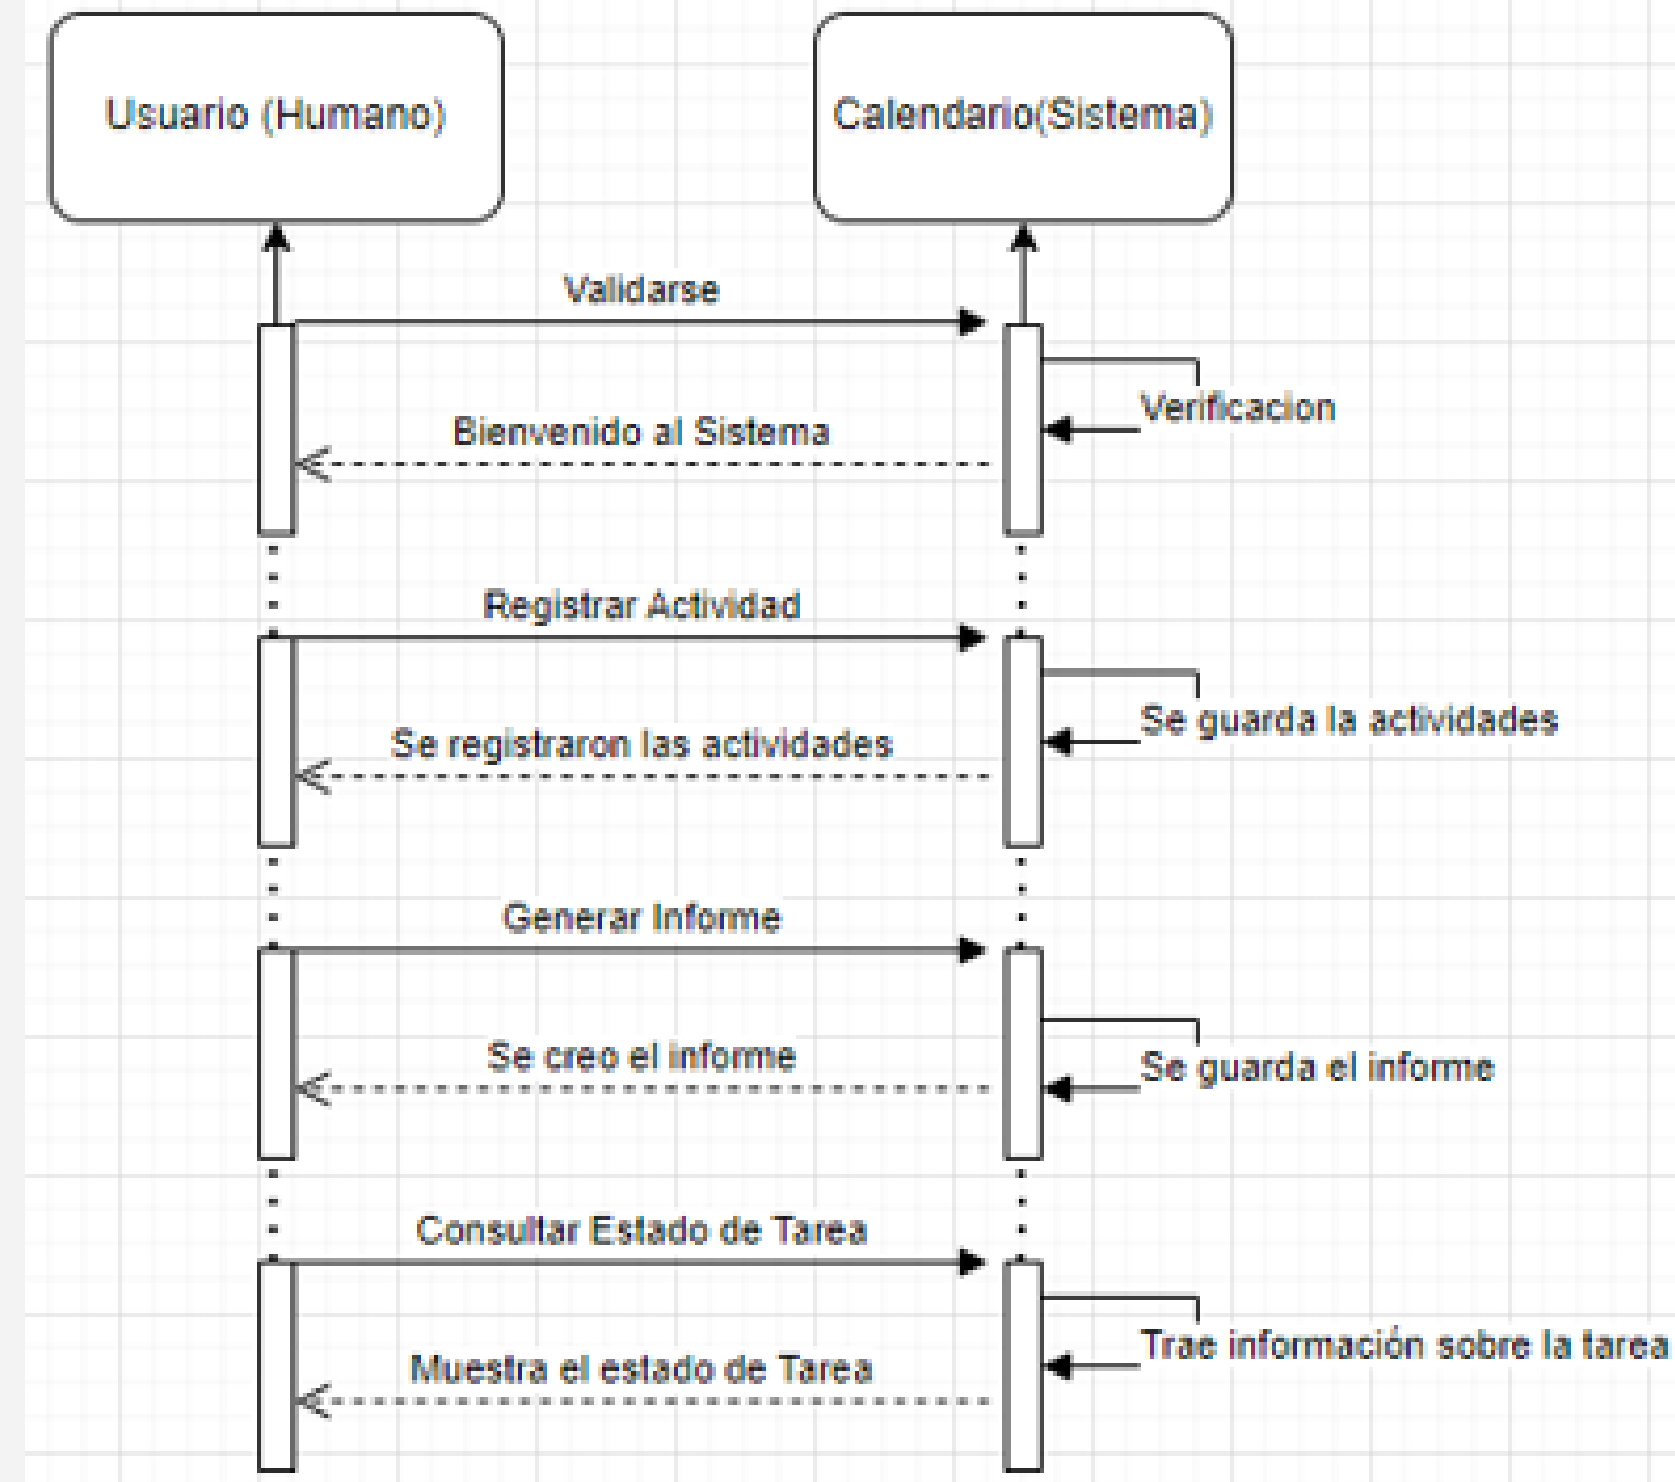 Usuario (Humano)
Calendario(Sistema)
Validarse
Verificacion
Bienvenido al Sistema
Registrar Actividad
Se guarda la actividades
Se registraron las actividades
Generar Informe
Se creo el informe
Se guarda el informe
Consultar Estado de Tarea
Trae información sobre la tarea
Muestra el estado de Tarea